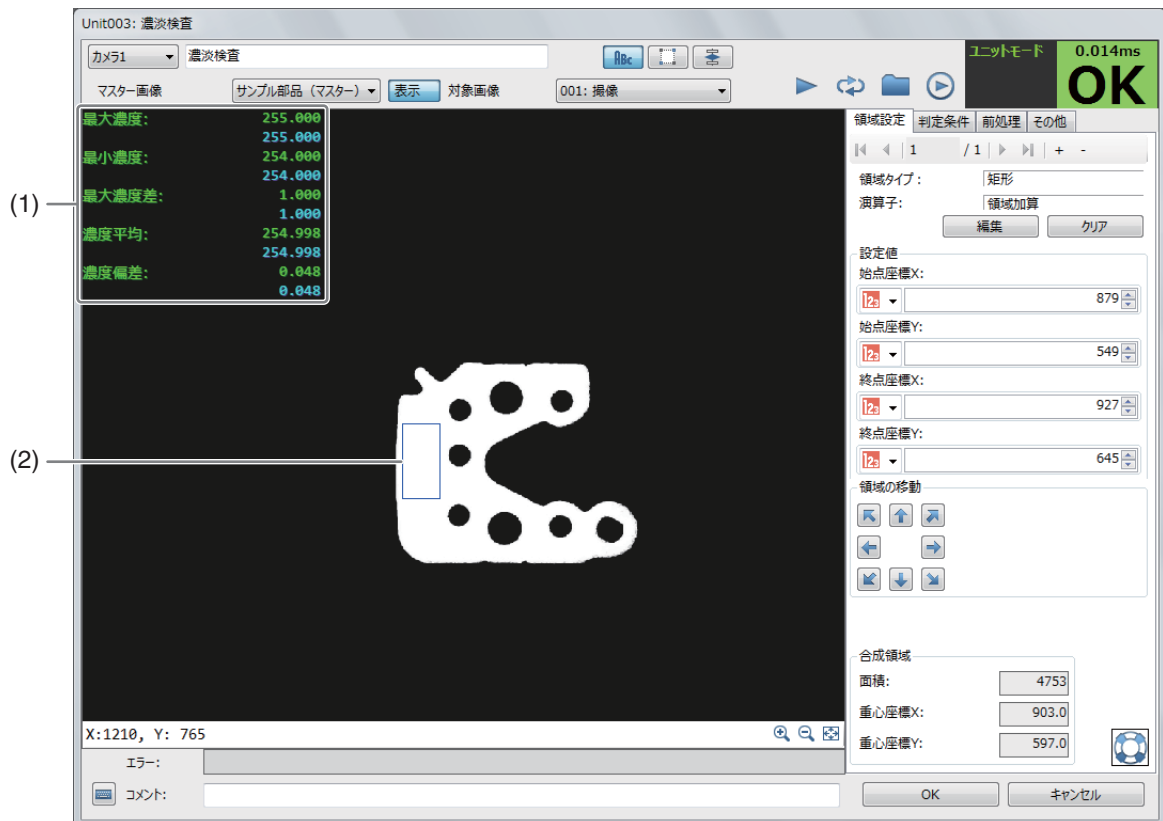 Unit003: 濃淡検査
カメラ1 濃淡検査 ABC ユニットモード 0.014ms
OK
マスター画像 サンプル部品（マスター） 表示 対象画像 001: 撮像
最大濃度: 255.000
255.000
最小濃度: 254.000
254.000
最大濃度差: 1.000
1.000
濃度平均: 254.998
254.998
濃度偏差: 0.048
0.048
(1)
(2)
X:1210, Y: 765
エラー:
コメント:
領域設定 判定条件 前処理 その他
1 / 1 + -
領域タイプ: 矩形
演算子: 領域加算
編集 クリア
設定値
始点座標X:
123 879
始点座標Y:
123 549
終点座標X:
123 927
終点座標Y:
123 645
領域の移動
合成領域
面積: 4753
重心座標X: 903.0
重心座標Y: 597.0
OK キャンセル